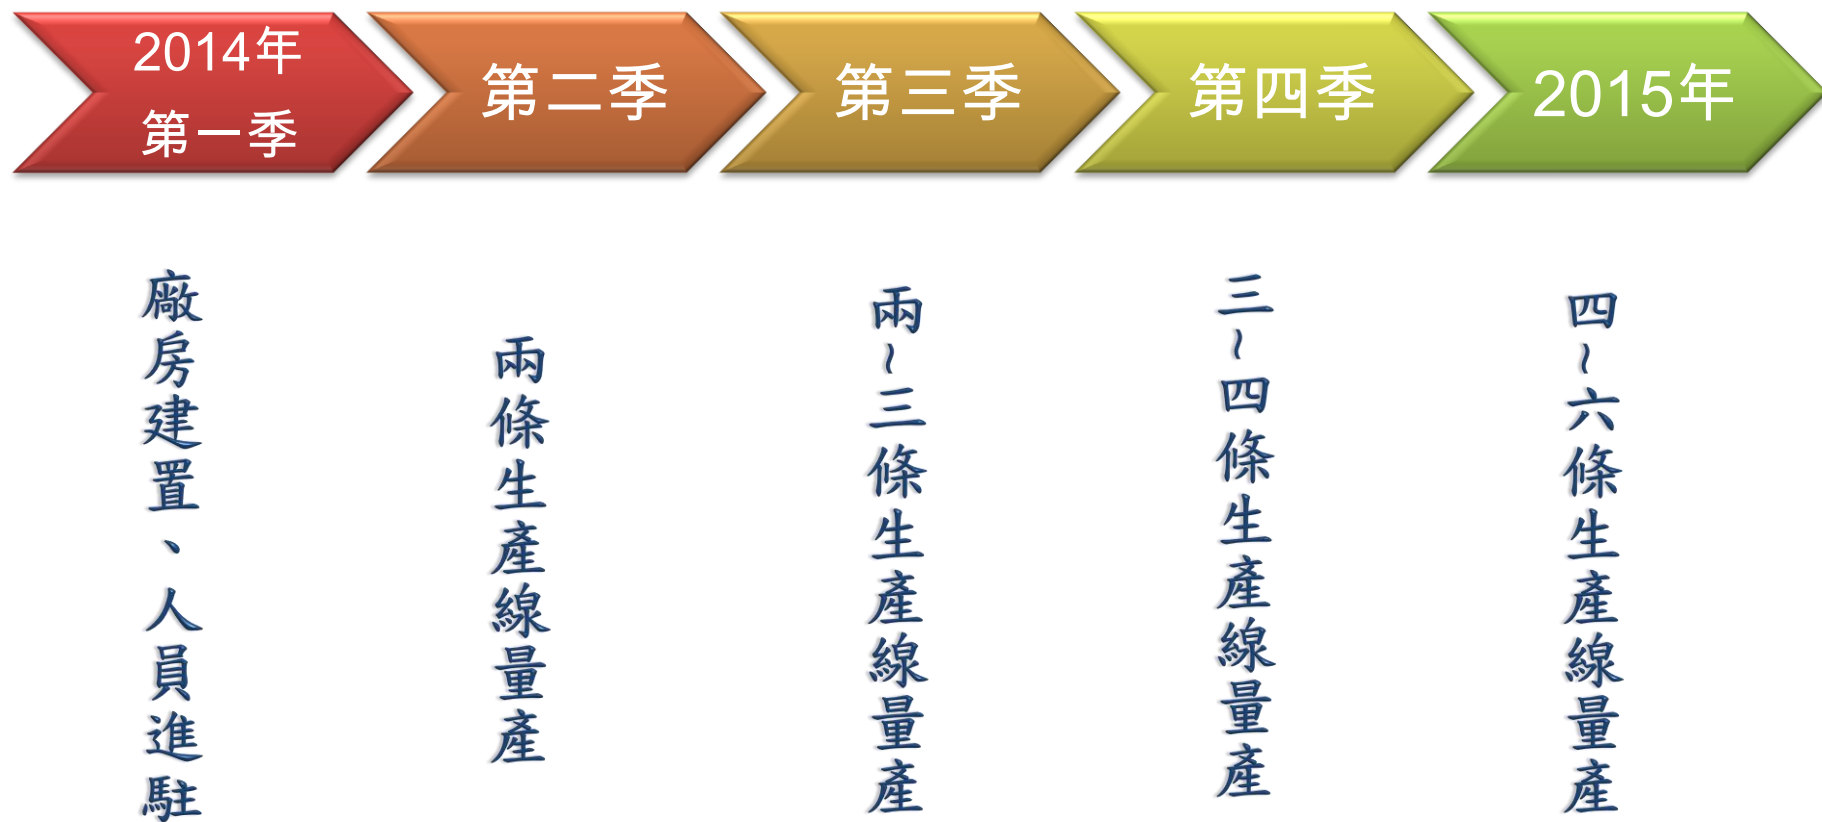 2014年
第一季
第二季
第三季
第四季
2015年
廠房建置、人員進駐
兩條生產線量產
兩~三條生產線量產
三~四條生產線量產
四~六條生產線量產